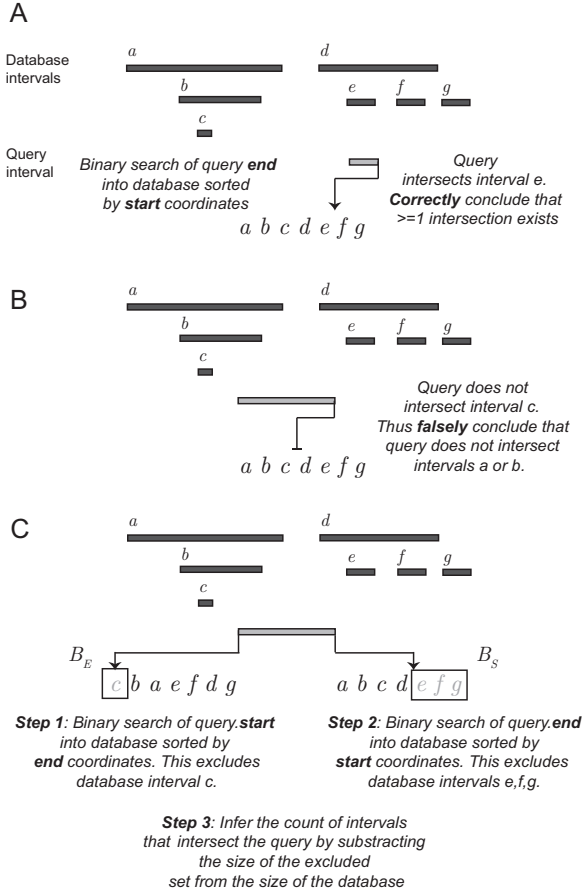 A
a
d
Database
intervals
b
e f g
c
Query
interval
Binary search of query end
into database sorted
by start coordinates
Query
intersects interval e.
Correctly conclude that
>=1 intersection exists
a b c d e f g
B
a
d
b
e f g
c
Query does not
intersect interval c.
Thus falsely conclude that
query does not intersect
intervals a or b.
a b c d e f g
C
a
d
b
e f g
c
B_E
B_S
c b a e f d g
a b c d e f g
Step 1: Binary search of query.start
into database sorted by
end coordinates. This excludes
database interval c.
Step 2: Binary search of query.end
into database sorted by
start coordinates. This excludes
database intervals e,f,g.
Step 3: Infer the count of intervals
that intersect the query by substracting
the size of the excluded
set from the size of the database